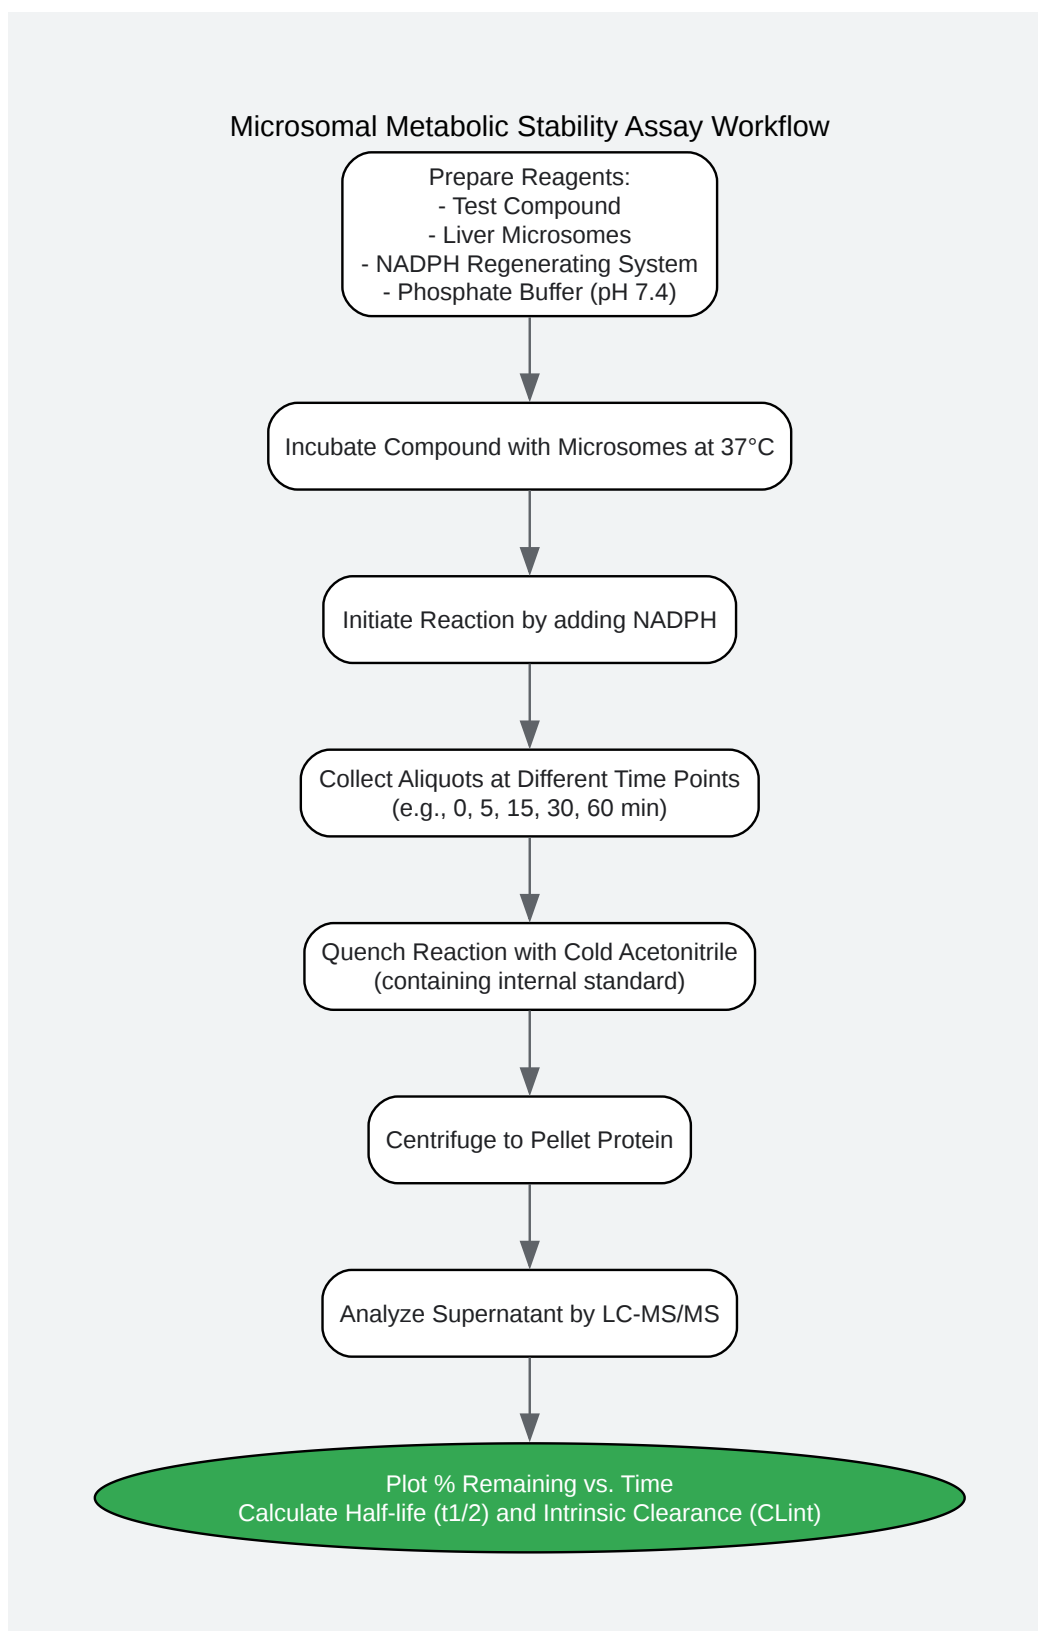 Microsomal Metabolic Stability Assay Workflow
Prepare Reagents:
- Test Compound
- Liver Microsomes
- NADPH Regenerating System
- Phosphate Buffer (pH 7.4)
Incubate Compound with Microsomes at 37°C
Initiate Reaction by adding NADPH
Collect Aliquots at Different Time Points
(e.g., 0, 5, 15, 30, 60 min)
Quench Reaction with Cold Acetonitrile
(containing internal standard)
Centrifuge to Pellet Protein
Analyze Supernatant by LC-MS/MS
Plot % Remaining vs. Time
Calculate Half-life (t1/2) and Intrinsic Clearance (CLint)